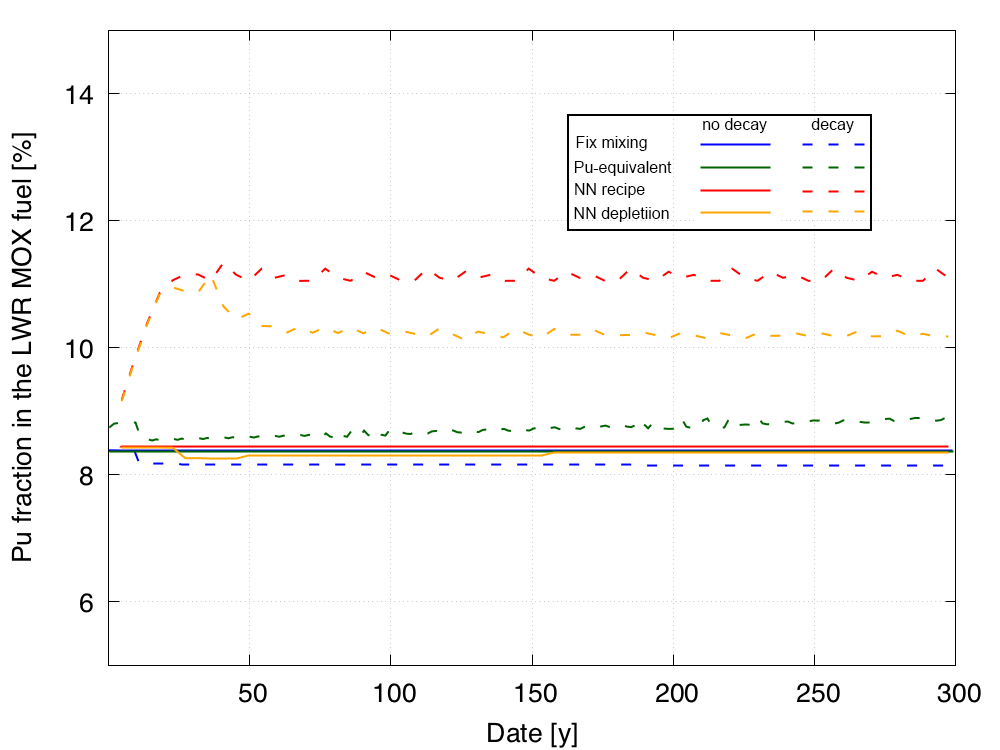 14
12
10
8
6
50 100 150 200 250 300
Pu fraction in the LWR MOX fuel [%]
Date [y]
no decay decay
Fix mixing
Pu-equivalent
NN recipe
NN depletiion